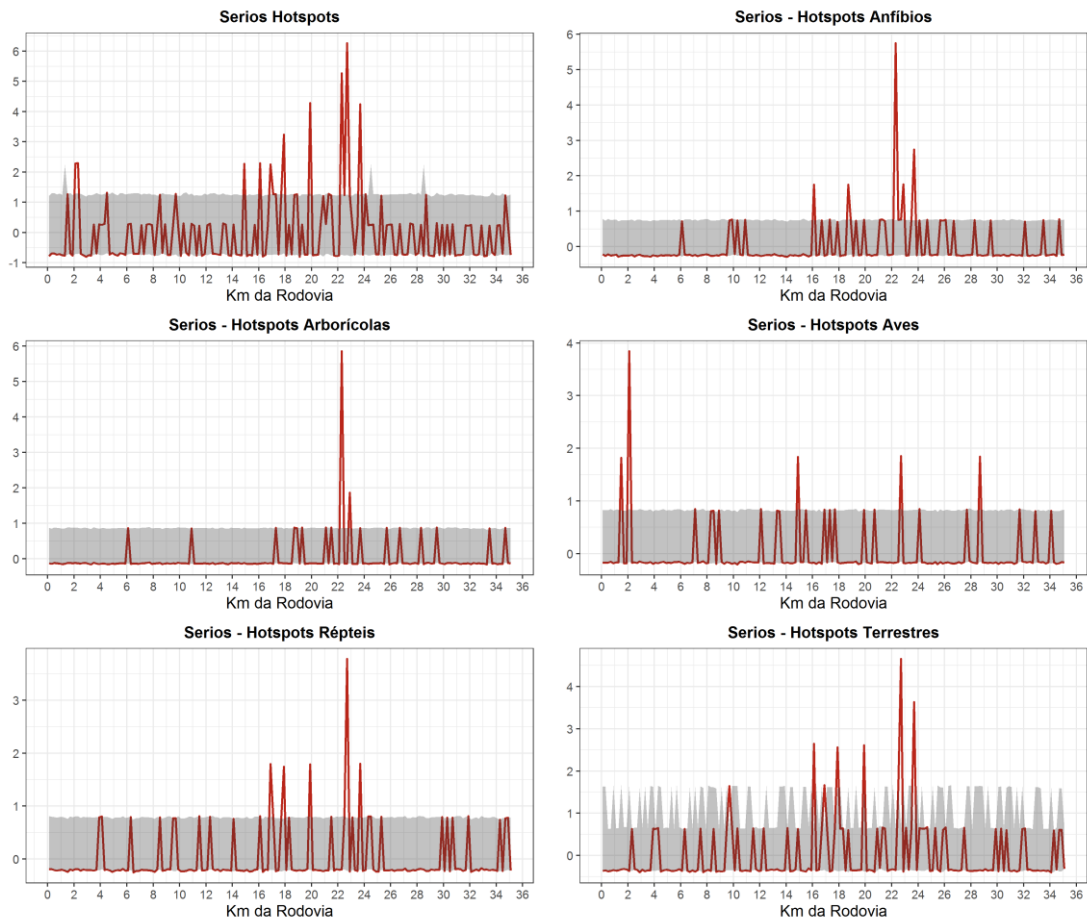 Serios Hotspots
6
5
4
3
2
1
0
-1
0 2 4 6 8 10 12 14 16 18 20 22 24 26 28 30 32 34 36
Km da Rodovia
Serios - Hotspots Anfíbios
6
5
4
3
2
1
0
0 2 4 6 8 10 12 14 16 18 20 22 24 26 28 30 32 34 36
Km da Rodovia
Serios - Hotspots Arborícolas
6
5
4
3
2
1
0
0 2 4 6 8 10 12 14 16 18 20 22 24 26 28 30 32 34 36
Km da Rodovia
Serios - Hotspots Aves
4
3
2
1
0
0 2 4 6 8 10 12 14 16 18 20 22 24 26 28 30 32 34 36
Km da Rodovia
Serios - Hotspots Répteis
3
2
1
0
0 2 4 6 8 10 12 14 16 18 20 22 24 26 28 30 32 34 36
Km da Rodovia
Serios - Hotspots Terrestres
4
3
2
1
0
0 2 4 6 8 10 12 14 16 18 20 22 24 26 28 30 32 34 36
Km da Rodovia